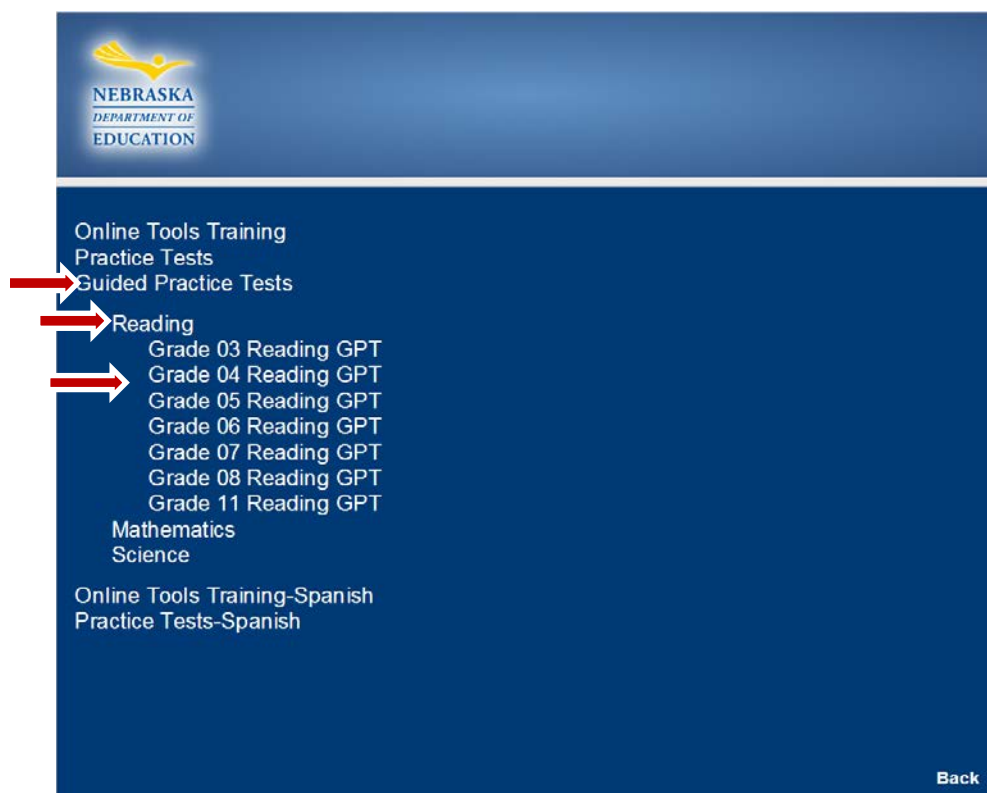 NEBRASKA
DEPARTMENT OF
EDUCATION
Online Tools Training
Practice Tests
Guided Practice Tests
Reading
Grade 03 Reading GPT
Grade 04 Reading GPT
Grade 05 Reading GPT
Grade 06 Reading GPT
Grade 07 Reading GPT
Grade 08 Reading GPT
Grade 11 Reading GPT
Mathematics
Science
Online Tools Training-Spanish
Practice Tests-Spanish
Back